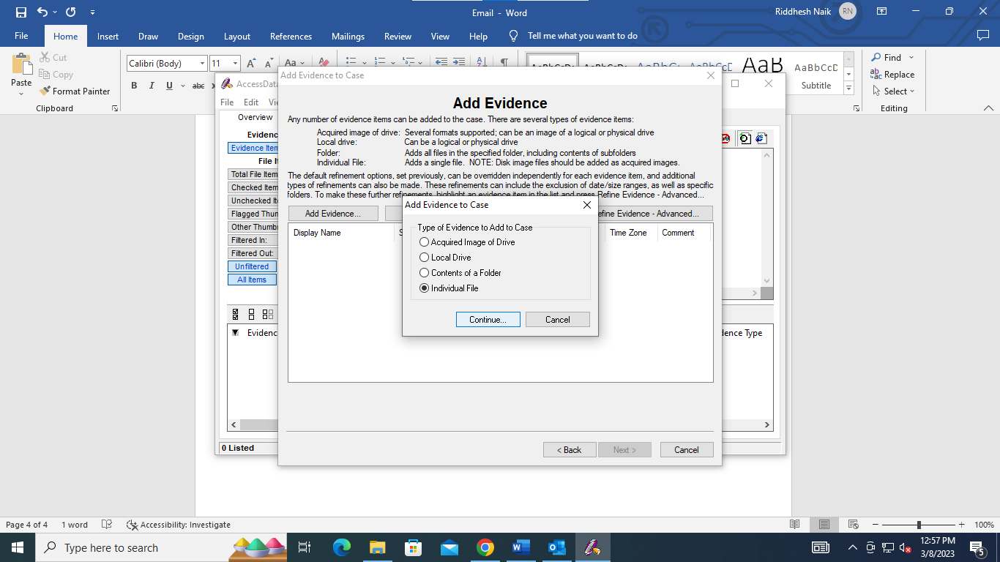 Email - Word
Riddhesh Naik RN
File Home Insert Draw Design Layout References Mailings Review View Help Tell me what you want to do
Cut
Copy
Format Painter
Paste
Clipboard
Calibri (Body) 11
B I U abc
AaBbCcDc AaBbCcDc AaBbC AaBbCcC AaB AaBbCcD
Subtitle
Find
Replace
Select
Editing
AccessData
File Edit
Overview
Evidence Item
Total File Item
Checked Item
Flagged Thum
Other Thumb
Filtered In:
Filtered Out:
Unfiltered
All Items
dence Type
0 Listed
Add Evidence to Case
Add Evidence
Any number of evidence items can be added to the case. There are several types of evidence items:
Acquired image of drive: Several formats supported; can be an image of a logical or physical drive
Local drive: Can be a logical or physical drive
Folder: Adds all files in the specified folder, including contents of subfolders
Individual File: Adds a single file. NOTE: Disk image files should be added as acquired images.
The default refinement options, set previously, can be overridden independently for each evidence item, and additional
types of refinements can also be made. These refinements can include the exclusion of date/size ranges, as well as specific
folders. To make these further refinements, highlight an evidence item in the list and press Refine Evidence - Advanced...
Add Evidence... efine Evidence - Advanced...
Display Name Time Zone Comment
Add Evidence to Case
Type of Evidence to Add to Case
Acquired Image of Drive
Local Drive
Contents of a Folder
Individual File
Continue... Cancel
< Back Next > Cancel
Page 4 of 4 1 word Accessibility: Investigate 100%
Type here to search
12:57 PM
3/8/2023
5